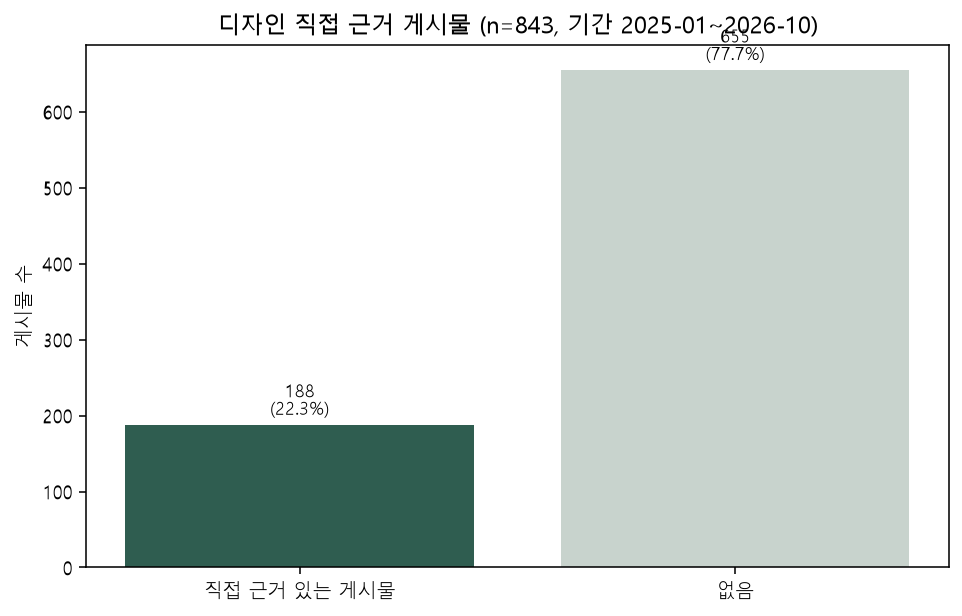 디자인 직접 근거 게시물 (n=843, 기간 2025-01~2026-10)
655
(77.7%)
600
500
400
300
200
100
0
게시물 수
188
(22.3%)
직접 근거 있는 게시물
없음